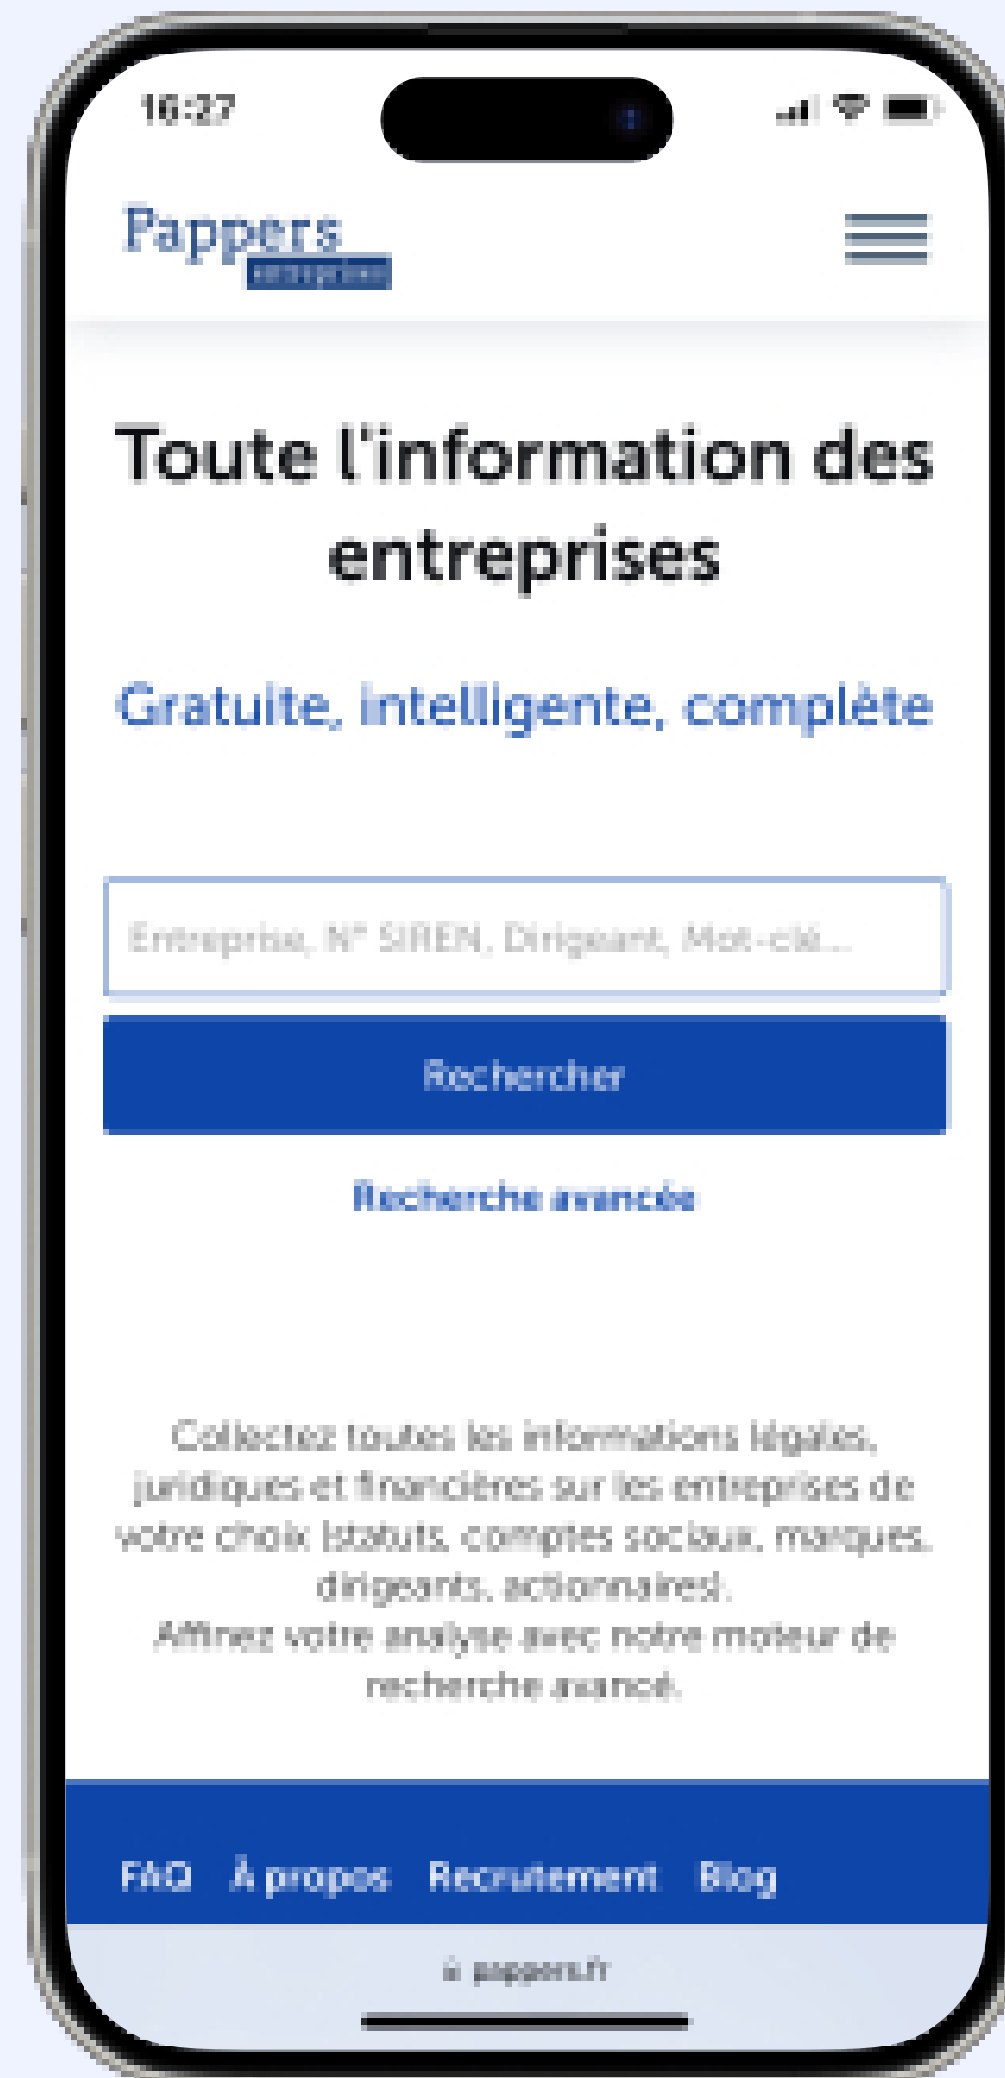 16:27
Pappers
entreprises
Toute l'information des
entreprises
Gratuite, intelligente, complète
Entreprise, N° SIREN, Dirigeant, Mot-clé...
Rechercher
Recherche avancée
Collectez toutes les informations légales,
juridiques et financières sur les entreprises de
votre choix (statuts, comptes sociaux, marques,
dirigeants, actionnaires).
Affinez votre analyse avec notre moteur de
recherche avancé.
FAQ À propos Recrutement Blog
pappers.fr